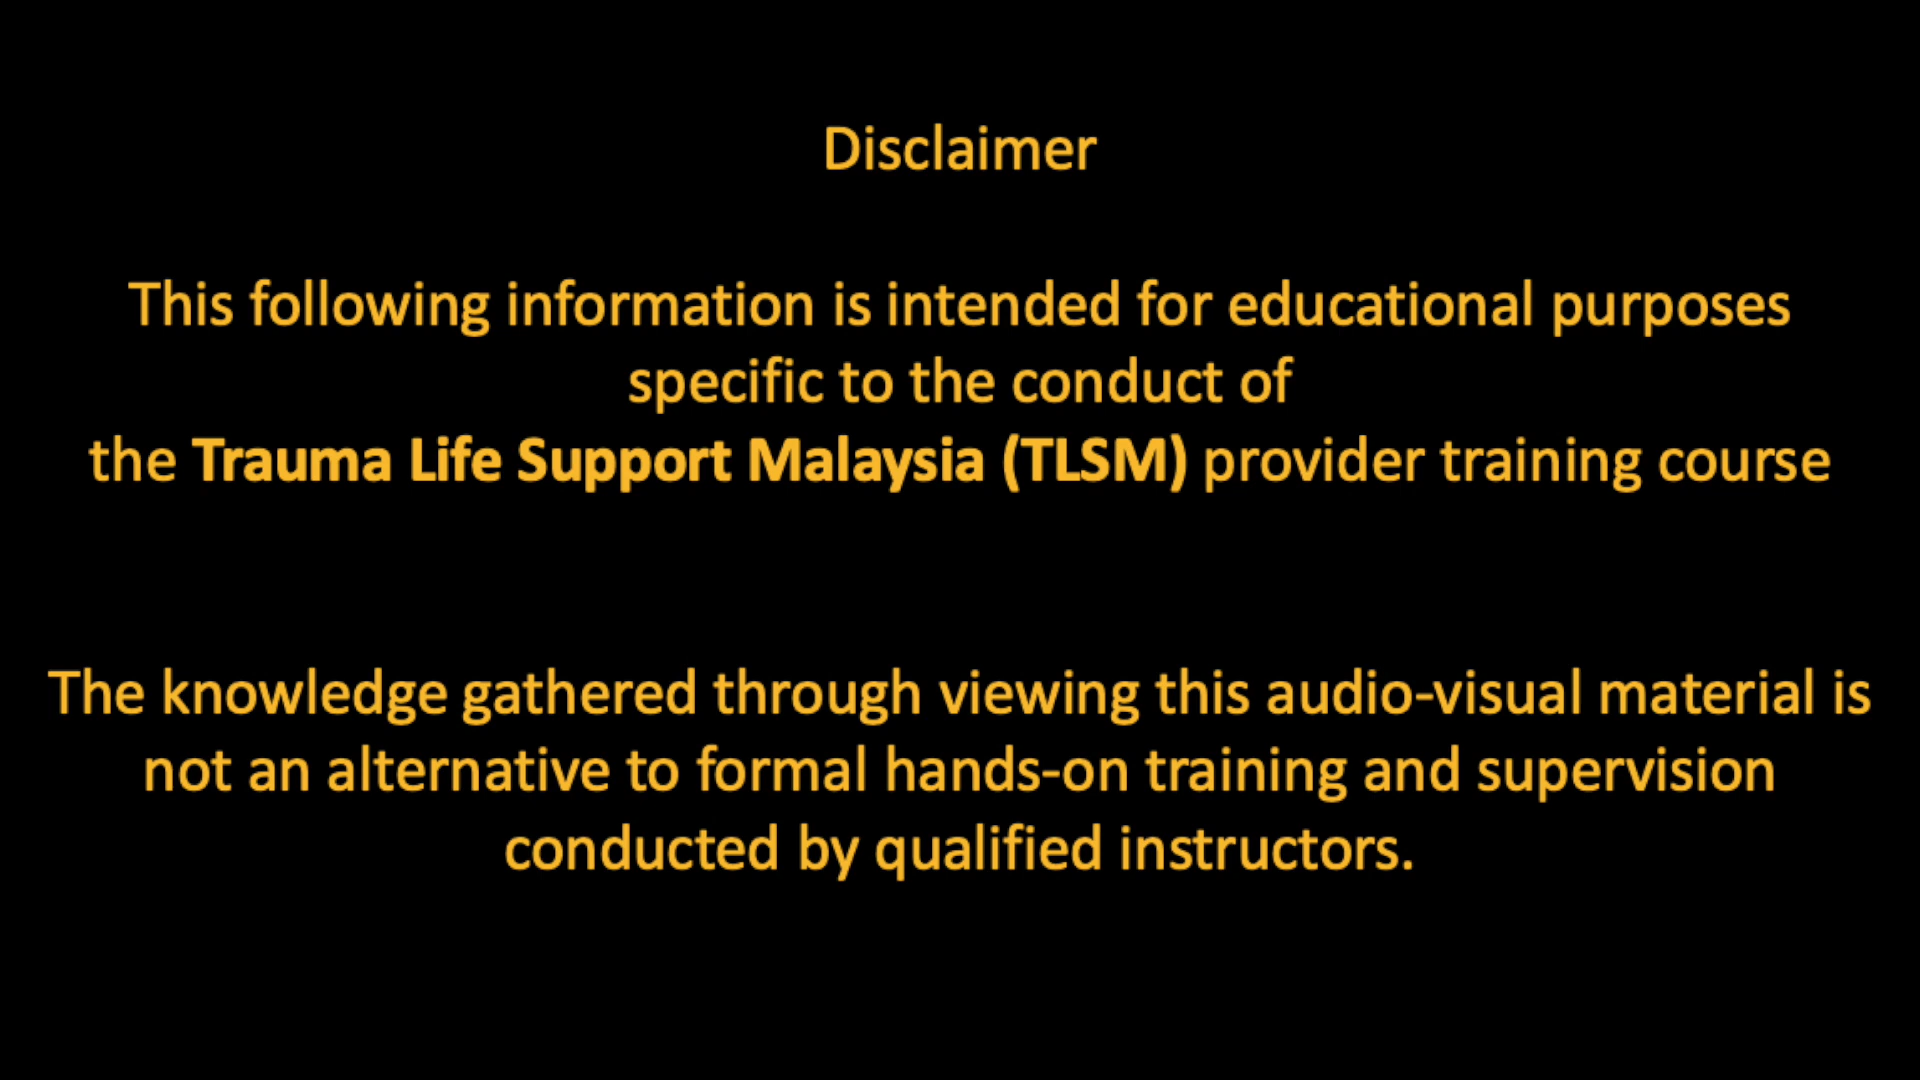 Disclaimer
This following information is intended for educational purposes
specific to the conduct of
the Trauma Life Support Malaysia (TLSM) provider training course
The knowledge gathered through viewing this audio-visual material is
not an alternative to formal hands-on training and supervision
conducted by qualified instructors.